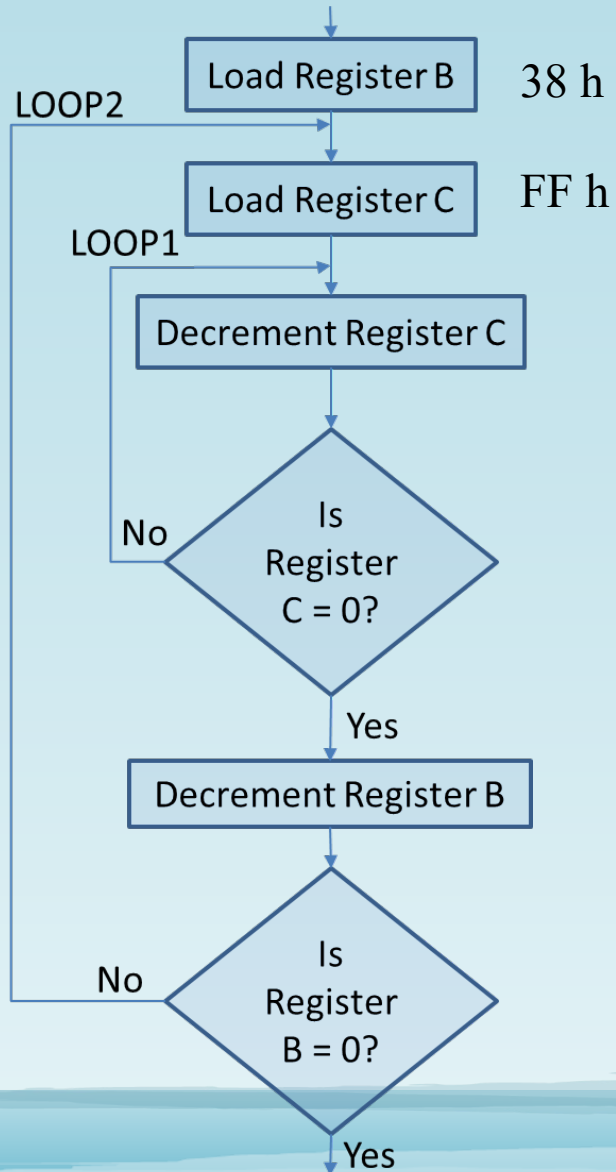 Load Register B
38 h
LOOP2
Load Register C
FF h
LOOP1
Decrement Register C
Is
Register
C = 0?
No
Yes
Decrement Register B
Is
Register
B = 0?
No
Yes